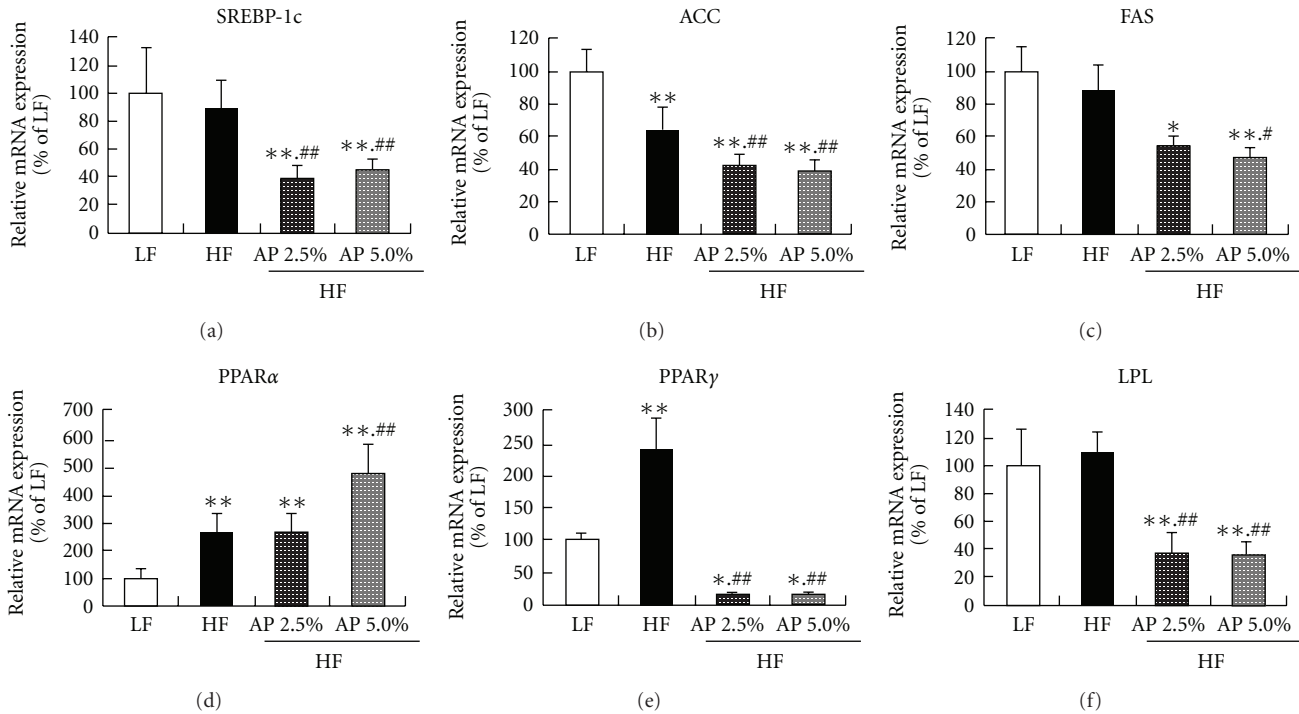 SREBP-1c
Relative mRNA expression
(% of LF)
140
120
100
80
60
40
20
0
**.##
**.##
LF
HF
AP 2.5%
AP 5.0%
HF
(a)
ACC
Relative mRNA expression
(% of LF)
120
100
80
60
40
20
0
**
**.##
**.##
LF
HF
AP 2.5%
AP 5.0%
HF
(b)
FAS
Relative mRNA expression
(% of LF)
120
100
80
60
40
20
0
*
**.#
LF
HF
AP 2.5%
AP 5.0%
HF
(c)
PPARα
Relative mRNA expression
(% of LF)
700
600
500
400
300
200
100
0
**
**
**.##
LF
HF
AP 2.5%
AP 5.0%
HF
(d)
PPARγ
Relative mRNA expression
(% of LF)
300
250
200
150
100
50
0
**
*.##
*.##
LF
HF
AP 2.5%
AP 5.0%
HF
(e)
LPL
Relative mRNA expression
(% of LF)
140
120
100
80
60
40
20
0
**.##
**.##
LF
HF
AP 2.5%
AP 5.0%
HF
(f)